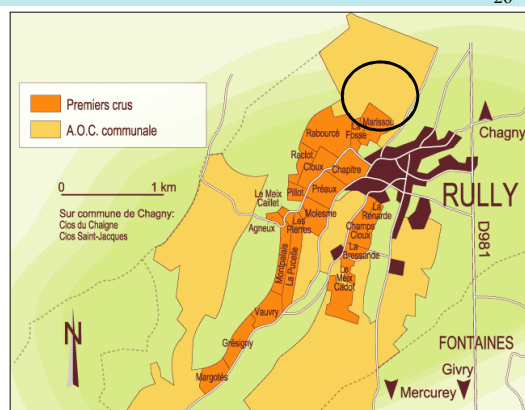 20
Premiers crus
A.O.C. communale
0 1 km
Sur commune de Chagny:
Clos du Chaigne
Clos Saint-Jacques
Marissou
La
Fosse
Rabourcé
Raclot
Cloux
Chapitre
Chagny
RULLY
Le Meix
Caillet
Pillot
Préaux
Molesme
Agneux
Les
Pierres
La
Renarde
Champs
Cloux
La
Bressande
Montpalais
La Pucelle
Le
Meix
Cadot
D981
Vauvry
Grésigny
Margotés
N
FONTAINES
Givry
Mercurey